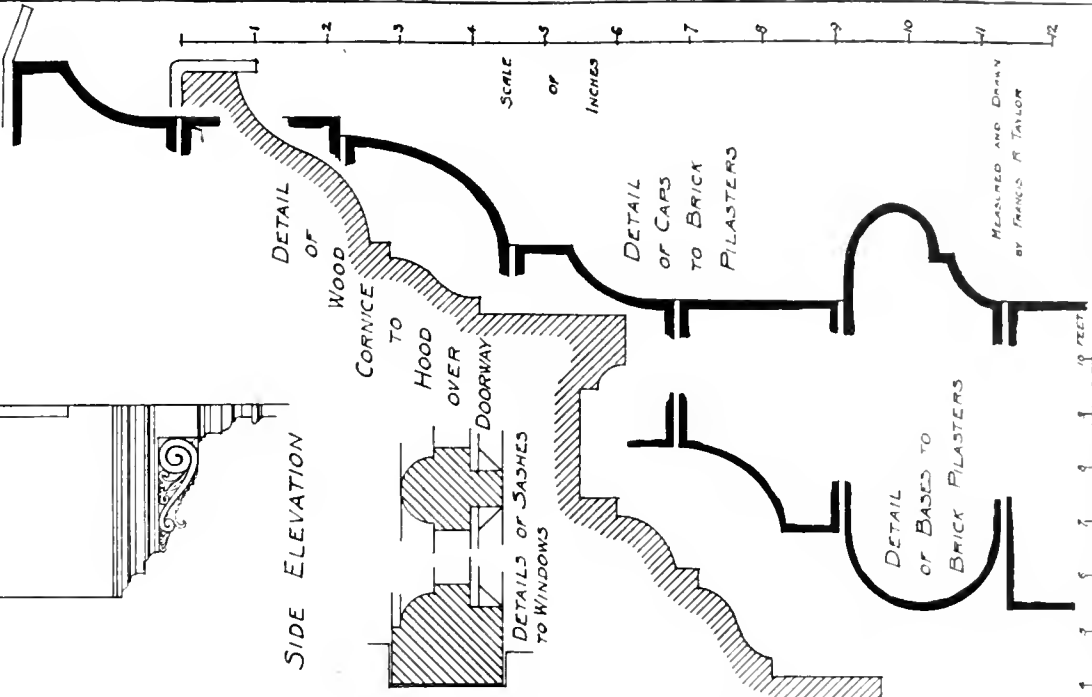 1 2 3 4 5 6 7 8 9 10 11 12
SCALE
OF
INCHES
DETAIL
OF
WOOD
CORNICE
TO
HOOD
OVER
DOORWAY
DETAIL
OF CAPS
TO BRICK
PILASTERS
MEASURED AND DRAWN
BY FRANCIS R TAYLOR
SIDE ELEVATION
DETAILS OF SASHES
TO WINDOWS
DETAIL
OF BASES TO
BRICK PILASTERS
10 FEET